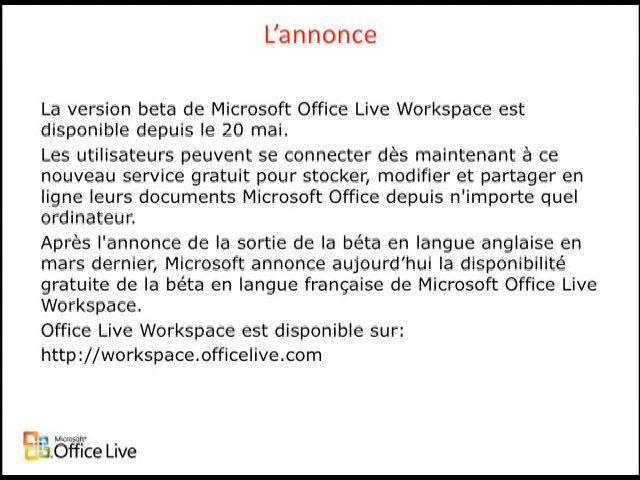 L’annonce
La version beta de Microsoft Office Live Workspace est
disponible depuis le 20 mai.
Les utilisateurs peuvent se connecter dès maintenant à ce
nouveau service gratuit pour stocker, modifier et partager en
ligne leurs documents Microsoft Office depuis n'importe quel
ordinateur.
Après l'annonce de la sortie de la béta en langue anglaise en
mars dernier, Microsoft annonce aujourd’hui la disponibilité
gratuite de la béta en langue française de Microsoft Office Live
Workspace.
Office Live Workspace est disponible sur:
http://workspace.officelive.com
Microsoft®
Office Live